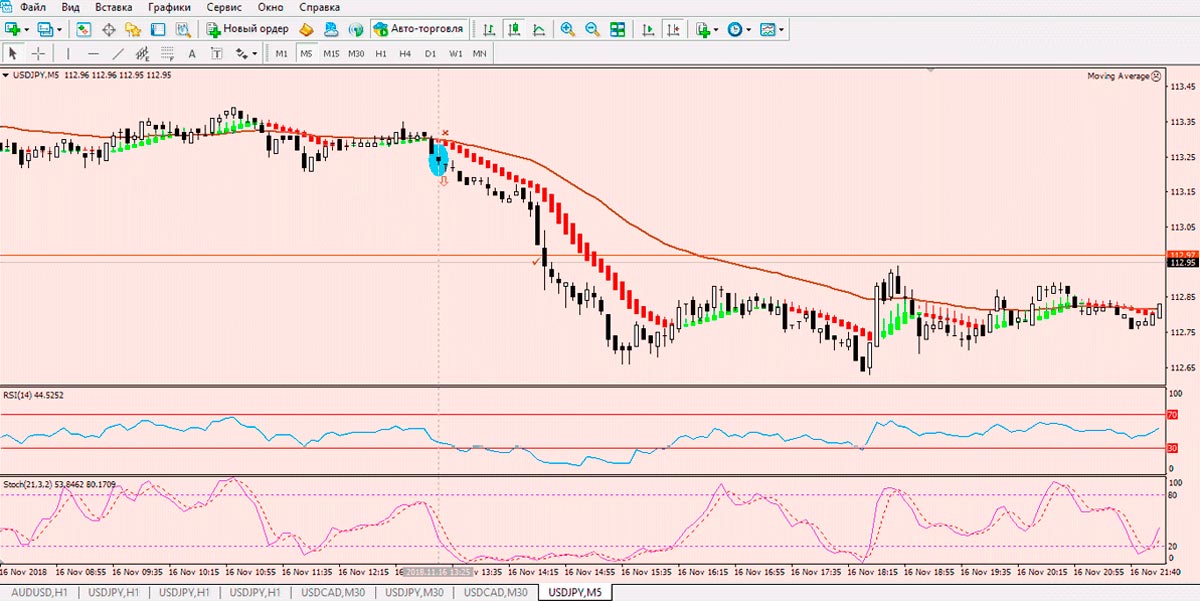 Файл Вид Вставка Графики Сервис Окно Справка
Новый ордер Авто-торговля
A T M1 M5 M15 M30 H1 H4 D1 W1 MN
USDJPY,M5 112.96 112.96 112.95 112.95
Moving Average
113.45
113.35
113.25
113.15
113.05
112.97
112.95
112.85
112.75
112.65
RSI(14) 44.5252
100
70
30
0
Stoch(21,3,2) 53.8462 80.1709
100
80
20
0
16 Nov 2018 16 Nov 08:55 16 Nov 09:35 16 Nov 10:15 16 Nov 10:55 16 Nov 11:35 16 Nov 12:15 16 2018.11.16 13:25 v 13:35 16 Nov 14:15 16 Nov 14:55 16 Nov 15:35 16 Nov 16:15 16 Nov 16:55 16 Nov 17:35 16 Nov 18:15 16 Nov 18:55 16 Nov 19:35 16 Nov 20:15 16 Nov 20:55 16 Nov 21:40
AUDUSD,H1 USDJPY,H1 USDJPY,H1 USDJPY,H1 USDCAD,M30 USDJPY,M30 USDCAD,M30 USDJPY,M5